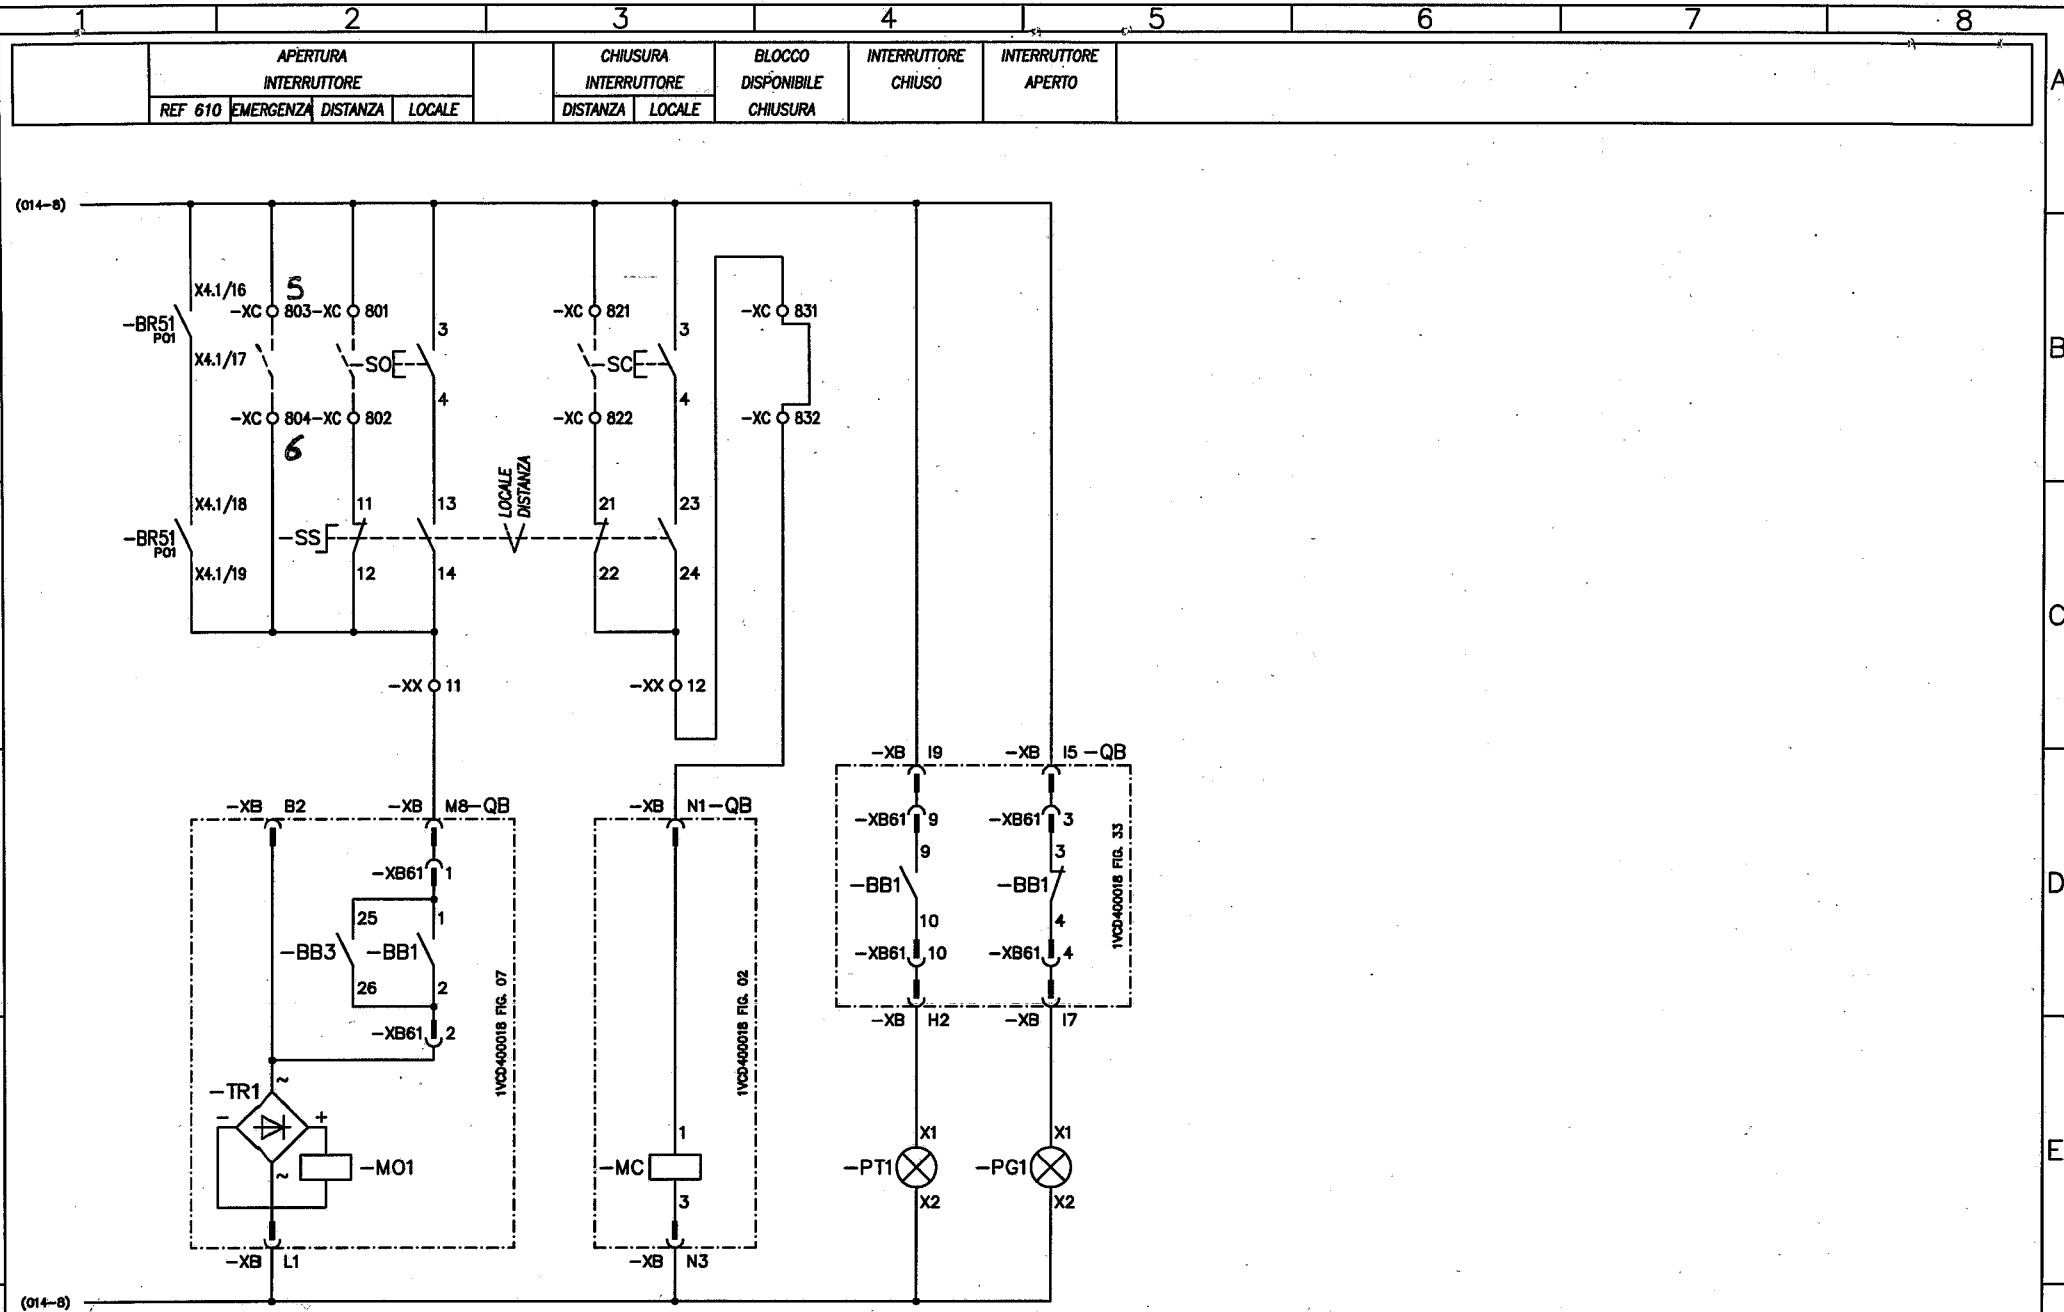 1 2 3 4 5 6 7 8
APERTURA
INTERRUTTORE
REF 610 EMERGENZA DISTANZA LOCALE
CHIUSURA
INTERRUTTORE
DISTANZA LOCALE
BLOCCO
DISPONIBILE
CHIUSURA
INTERRUTTORE
CHIUSO
INTERRUTTORE
APERTO
A
B
C
D
E
(014-8)
X4.1/16
-BR51
P01
X4.1/17
5
-XC 803
-XC 801
3
-SO
4
-XC 804
-XC 802
6
-XC 821
3
-SC
4
-XC 822
-XC 831
-XC 832
X4.1/18
-BR51
P01
X4.1/19
-SS
11
12
13
14
LOCALE
DISTANZA
21
22
23
24
-XX 11
-XX 12
-XB B2
-XB M8-QB
-XB61 1
25
1
-BB3
-BB1
26
2
-XB61 2
1VCD400018 FIG. 07
-TR1
~
- +
~
-MO1
-XB L1
-XB N1-QB
1VCD400018 FIG. 02
1
-MC
3
-XB N3
-XB I9
-XB I5-QB
-XB61 9
-XB61 3
9
3
-BB1
-BB1
10
4
-XB61 10
-XB61 4
1VCD400018 FIG. 33
-XB H2
-XB I7
X1
X1
-PT1
-PG1
X2
X2
(014-8)